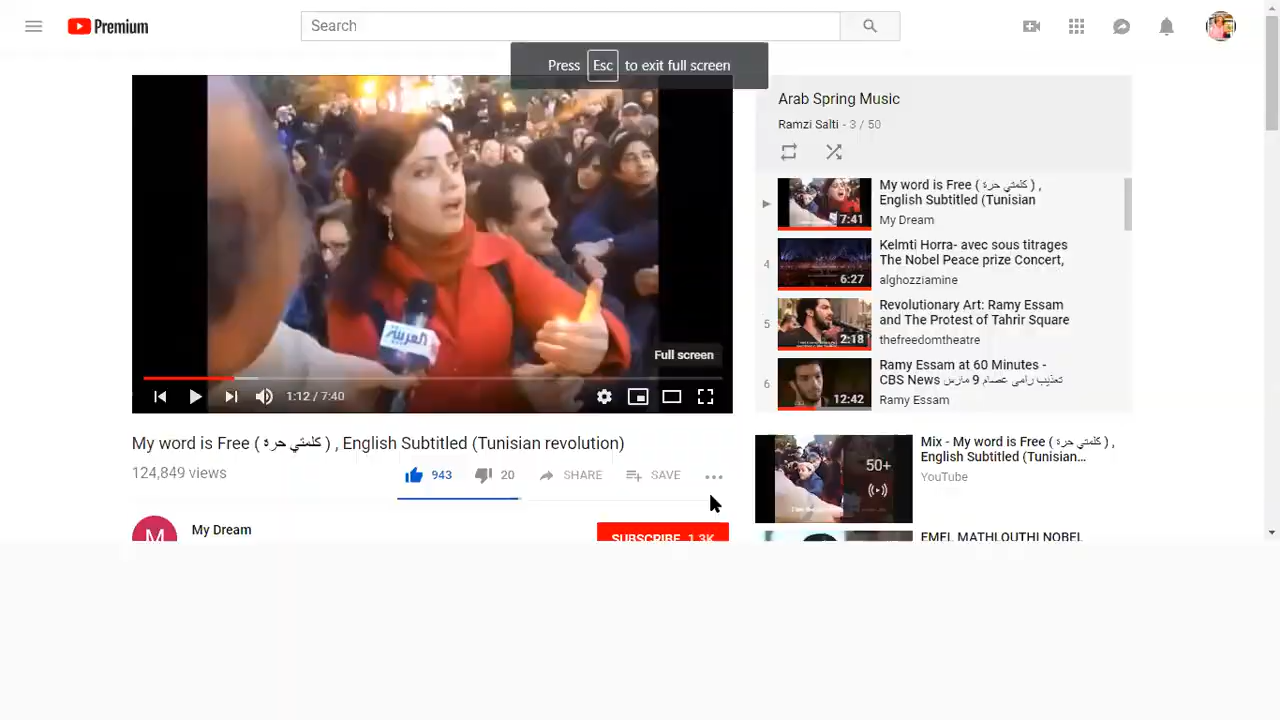 Premium
Search
Press Esc to exit full screen
العربية
Full screen
1:12 / 7:40
My word is Free ( كلمتي حرة ) , English Subtitled (Tunisian revolution)
124,849 views
943
20
SHARE
SAVE
M
My Dream
SUBSCRIBE 1.3K
Arab Spring Music
Ramzi Salti - 3 / 50
7:41
My word is Free ( كلمتي حرة ) ,
English Subtitled (Tunisian
My Dream
4
6:27
Kelmti Horra- avec sous titrages
The Nobel Peace prize Concert,
alghozziamine
5
2:18
Revolutionary Art: Ramy Essam
and The Protest of Tahrir Square
thefreedomtheatre
6
12:42
Ramy Essam at 60 Minutes -
CBS News تعذيب رامى عصام 9 مارس
Ramy Essam
50+
Mix - My word is Free ( كلمتي حرة ) ,
English Subtitled (Tunisian...
YouTube
EMEL MATHLOUTHI NOBEL